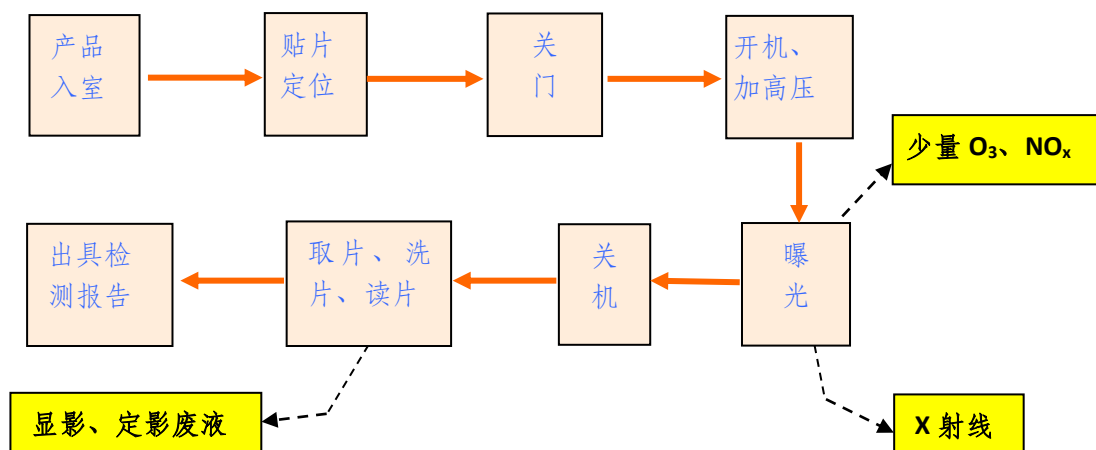 产品
入室
贴片
定位
关
门
开机、
加高压
少量 O₃、NOₓ
曝
光
关
机
取片、洗
片、读片
出具检
测报告
显影、定影废液
X 射线